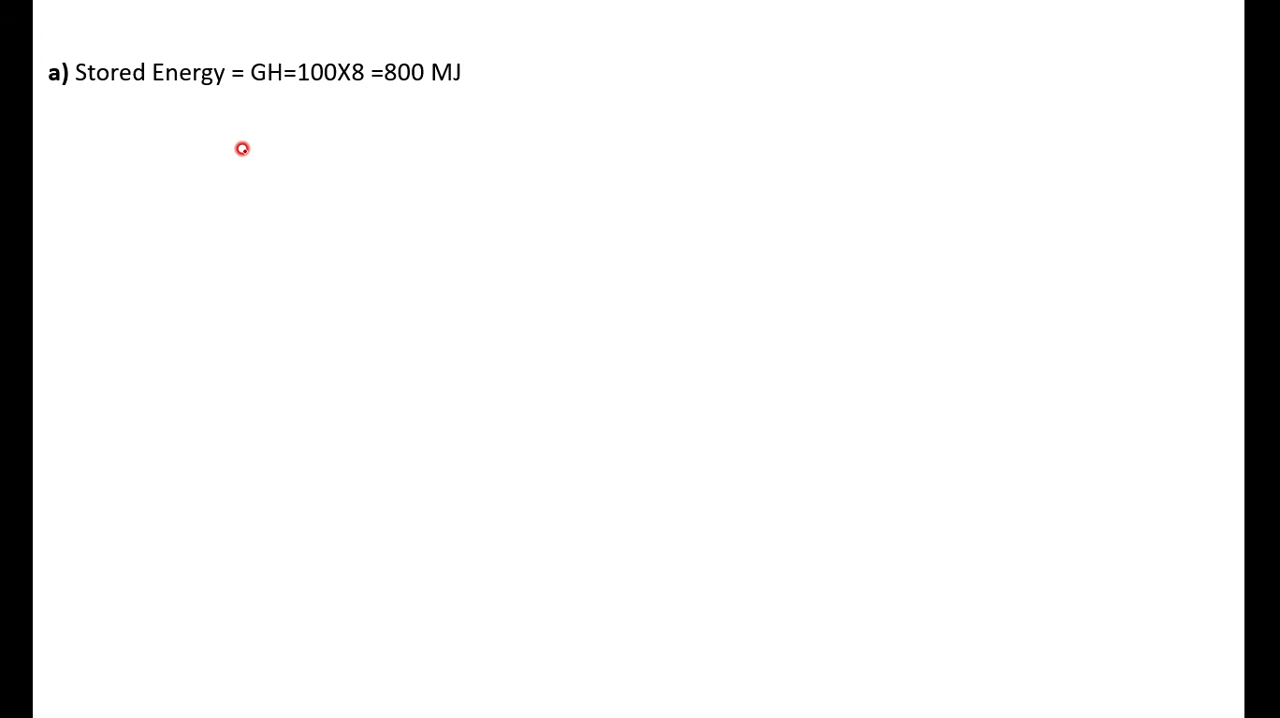 a) Stored Energy = GH=100X8 =800 MJ